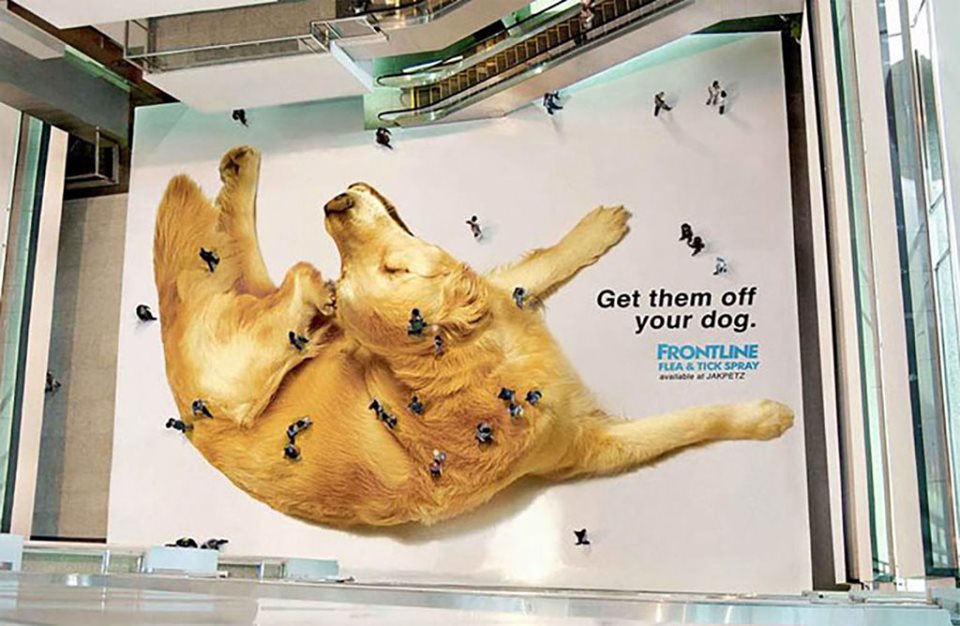 Get them off
your dog.
FRONTLINE
FLEA & TICK SPRAY
available at JAKPETZ